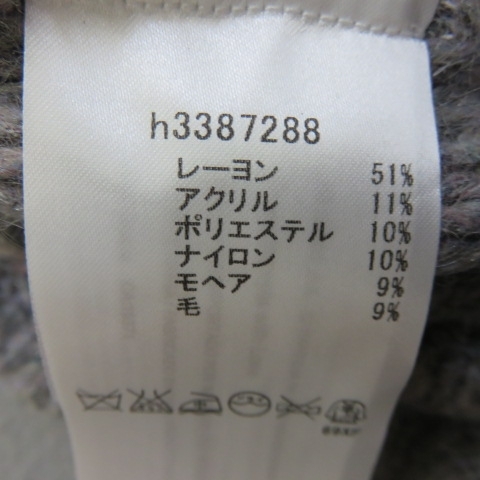 h3387288
レーヨン 51%
アクリル 11%
ポリエステル 10%
ナイロン 10%
モヘア 9%
毛 9%